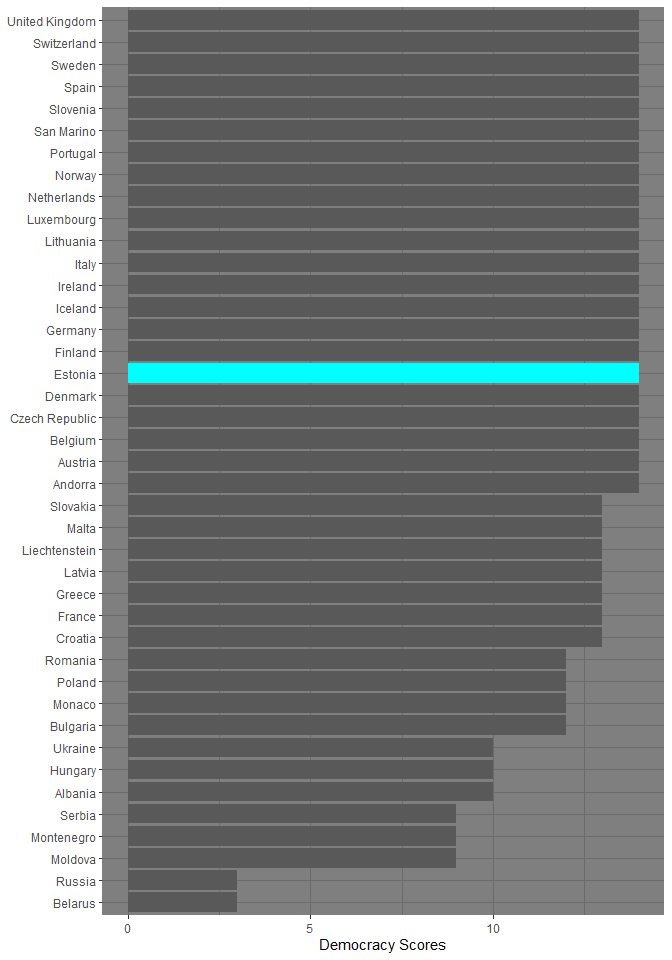 United Kingdom
Switzerland
Sweden
Spain
Slovenia
San Marino
Portugal
Norway
Netherlands
Luxembourg
Lithuania
Italy
Ireland
Iceland
Germany
Finland
Estonia
Denmark
Czech Republic
Belgium
Austria
Andorra
Slovakia
Malta
Liechtenstein
Latvia
Greece
France
Croatia
Romania
Poland
Monaco
Bulgaria
Ukraine
Hungary
Albania
Serbia
Montenegro
Moldova
Russia
Belarus
0 5 10
Democracy Scores